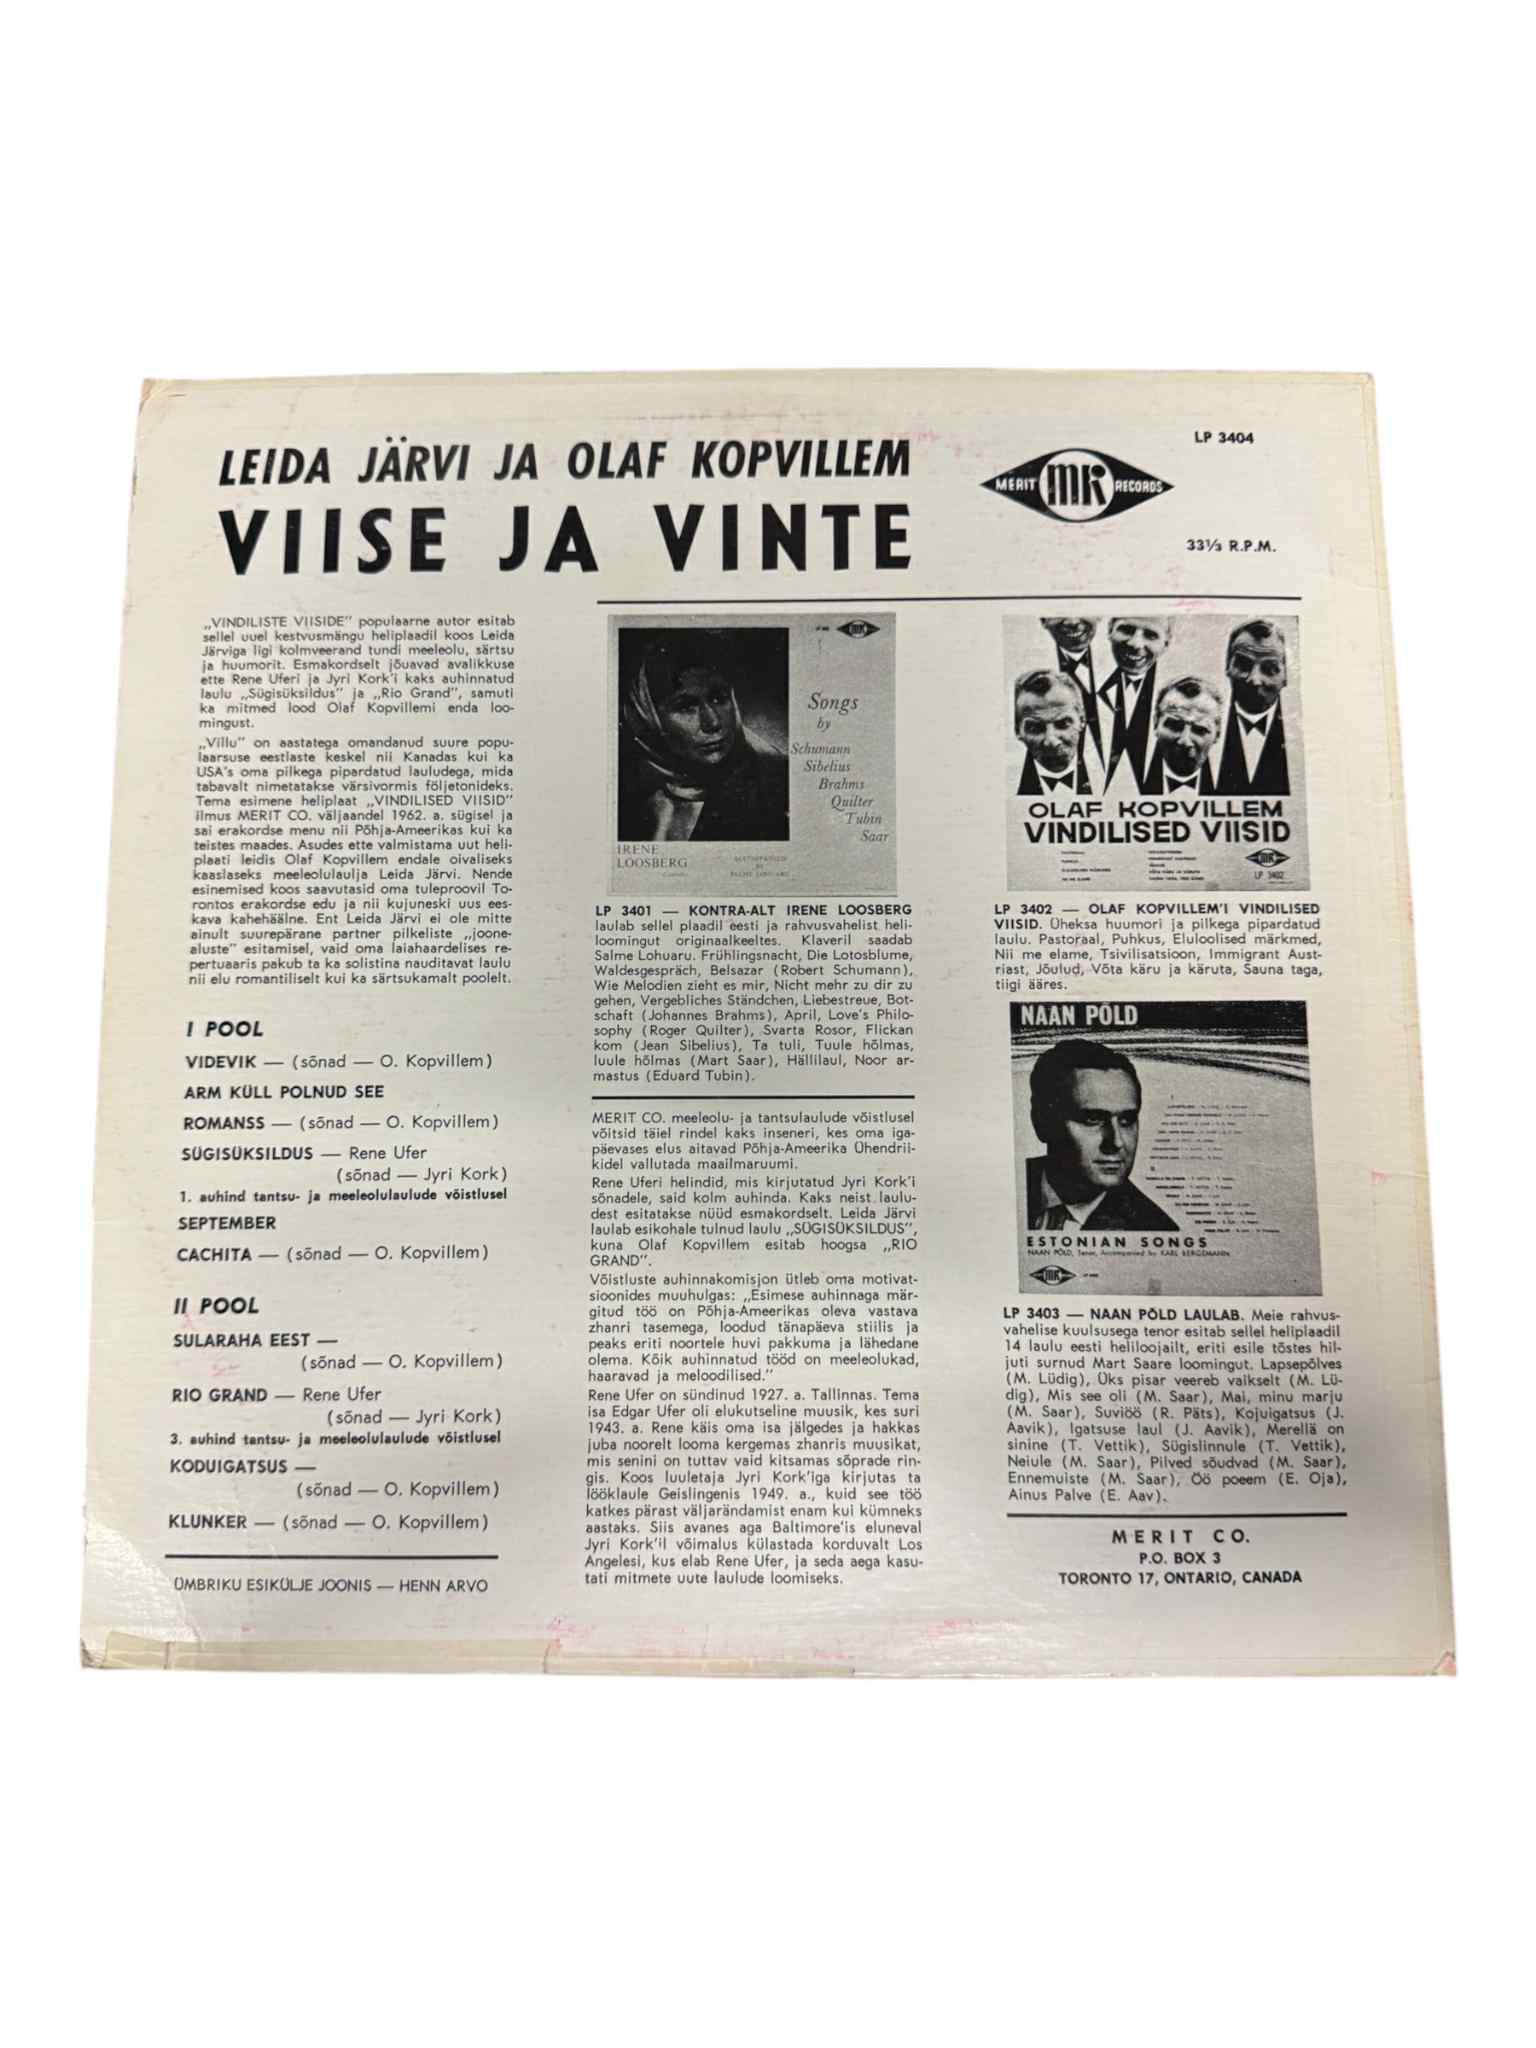 LEIDA JÄRVI JA OLAF KOPVILLEM
VIISE JA VINTE
MERIT MR RECORDS
LP 3404
33⅓ R.P.M.
„VINDILISTE VIISIDE" populaarne autor esitab
sellel uuel kestvusmängu heliplaadil koos Leida
Järviga ligi kolmveerand tundi meeleolu, särtsu
ja huumorit. Esmakordselt jõuavad avalikkuse
ette Rene Uferi ja Jyri Kork'i kaks auhinnatud
laulu „Sügisüksildus" ja „Rio Grand", samuti
ka mitmed lood Olaf Kopvillemi enda loo-
mingust.
„Villu" on aastatega omandanud suure popu-
laarsuse eestlaste keskel nii Kanadas kui ka
USA's oma pilkega pipardatud lauludega, mida
tabavalt nimetatakse värsivormis följetonideks.
Tema esimene heliplaat „VINDILISED VIISID"
ilmus MERIT CO. väljaandel 1962. a. sügisel ja
sai erakordse menu nii Põhja-Ameerikas kui ka
teistes maades. Asudes ette valmistama uut heli-
plaati leidis Olaf Kopvillem endale oivaliseks
kaaslaseks meeleolulaulja Leida Järvi. Nende
esinemised koos saavutasid oma tuleproovil To-
rontos erakordse edu ja nii kujuneski uus ees-
kava kahehäälne. Ent Leida Järvi ei ole mitte
ainult suurepärane partner pilkeliste „joone-
aluste" esitamisel, vaid oma laiahaardelises re-
pertuaaris pakub ta ka solistina nauditavat laulu
nii elu romantiliselt kui ka särtsukamalt poolelt.
I POOL
VIDEVIK — (sõnad — O. Kopvillem)
ARM KÜLL POLNUD SEE
ROMANSS — (sõnad — O. Kopvillem)
SÜGISÜKSILDUS — Rene Ufer
(sõnad — Jyri Kork)
1. auhind tantsu- ja meeleolulaulude võistlusel
SEPTEMBER
CACHITA — (sõnad — O. Kopvillem)
II POOL
SULARAHA EEST —
(sõnad — O. Kopvillem)
RIO GRAND — Rene Ufer
(sõnad — Jyri Kork)
3. auhind tantsu- ja meeleolulaulude võistlusel
KODUIGATSUS —
(sõnad — O. Kopvillem)
KLUNKER — (sõnad — O. Kopvillem)
ÜMBRIKU ESIKÜLJE JOONIS — HENN ARVO
MR
Songs
by
Schumann
Sibelius
Brahms
Quilter
Tubin
Saar
IRENE
LOOSBERG
LP 3401 — KONTRA-ALT IRENE LOOSBERG
laulab sellel plaadil eesti ja rahvusvahelist heli-
loomingut originaalkeeltes. Klaveril saadab
Salme Lohuaru. Frühlingsnacht, Die Lotosblume,
Waldesgespräch, Belsazar (Robert Schumann),
Wie Melodien zieht es mir, Nicht mehr zu dir zu
gehen, Vergebliches Ständchen, Liebestreue, Bot-
schaft (Johannes Brahms), April, Love's Philo-
sophy (Roger Quilter), Svarta Rosor, Flickan
kom (Jean Sibelius), Ta tuli, Tuule hõlmas,
luule hõlmas (Mart Saar), Hällilaul, Noor ar-
mastus (Eduard Tubin).
MERIT CO. meeleolu- ja tantsulaulude võistlusel
võitsid täiel rindel kaks inseneri, kes oma iga-
päevases elus aitavad Põhja-Ameerika Ühendrii-
kidel vallutada maailmaruumi.
Rene Uferi helindid, mis kirjutatud Jyri Kork'i
sõnadele, said kolm auhinda. Kaks neist laulu-
dest esitatakse nüüd esmakordselt. Leida Järvi
laulab esikohale tulnud laulu „SÜGISÜKSILDUS",
kuna Olaf Kopvillem esitab hoogsa „RIO
GRAND".
Võistluste auhinnakomisjon ütleb oma motivat-
sioonides muuhulgas: „Esimese auhinnaga mär-
gitud töö on Põhja-Ameerikas oleva vastava
zhanri tasemega, loodud tänapäeva stiilis ja
peaks eriti noortele huvi pakkuma ja lähedane
olema. Kõik auhinnatud tööd on meeleolukad,
haaravad ja meloodilised."
Rene Ufer on sündinud 1927. a. Tallinnas. Tema
isa Edgar Ufer oli elukutseline muusik, kes suri
1943. a. Rene käis oma isa jälgedes ja hakkas
juba noorelt looma kergemas zhanris muusikat,
mis senini on tuttav vaid kitsamas sõprade rin-
gis. Koos luuletaja Jyri Kork'iga kirjutas ta
lööklaule Geislingenis 1949. a., kuid see töö
katkes pärast väljarändamist enam kui kümneks
aastaks. Siis avanes aga Baltimore'is eluneval
Jyri Kork'il võimalus külastada korduvalt Los
Angelesi, kus elab Rene Ufer, ja seda aega kasu-
tati mitmete uute laulude loomiseks.
OLAF KOPVILLEM
VINDILISED VIISID
MR
LP 3402
LP 3402 — OLAF KOPVILLEM'I VINDILISED
VIISID. Üheksa huumori ja pilkega pipardatud
laulu. Pastoraal, Puhkus, Eluloolised märkmed,
Nii me elame, Tsivilisatsioon, Immigrant Aust-
riast, Jõulud, Võta käru ja käruta, Sauna taga,
tiigi ääres.
NAAN PÕLD
ESTONIAN SONGS
NAAN PÕLD, Tenor, Accompanied by KARL BERGEMANN
MR
LP 3403 — NAAN PÕLD LAULAB. Meie rahvus-
vahelise kuulsusega tenor esitab sellel heliplaadil
14 laulu eesti heliloojailt, eriti esile tõstes hil-
juti surnud Mart Saare loomingut. Lapsepõlves
(M. Lüdig), Üks pisar veereb vaikselt (M. Lü-
dig), Mis see oli (M. Saar), Mai, minu marju
(M. Saar), Suviöö (R. Päts), Kojuigatsus (J.
Aavik), Igatsuse laul (J. Aavik), Merellä on
sinine (T. Vettik), Sügislinnule (T. Vettik),
Neiule (M. Saar), Pilved sõudvad (M. Saar),
Ennemuiste (M. Saar), Öö poeem (E. Oja),
Ainus Palve (E. Aav).
MERIT CO.
P.O. BOX 3
TORONTO 17, ONTARIO, CANADA